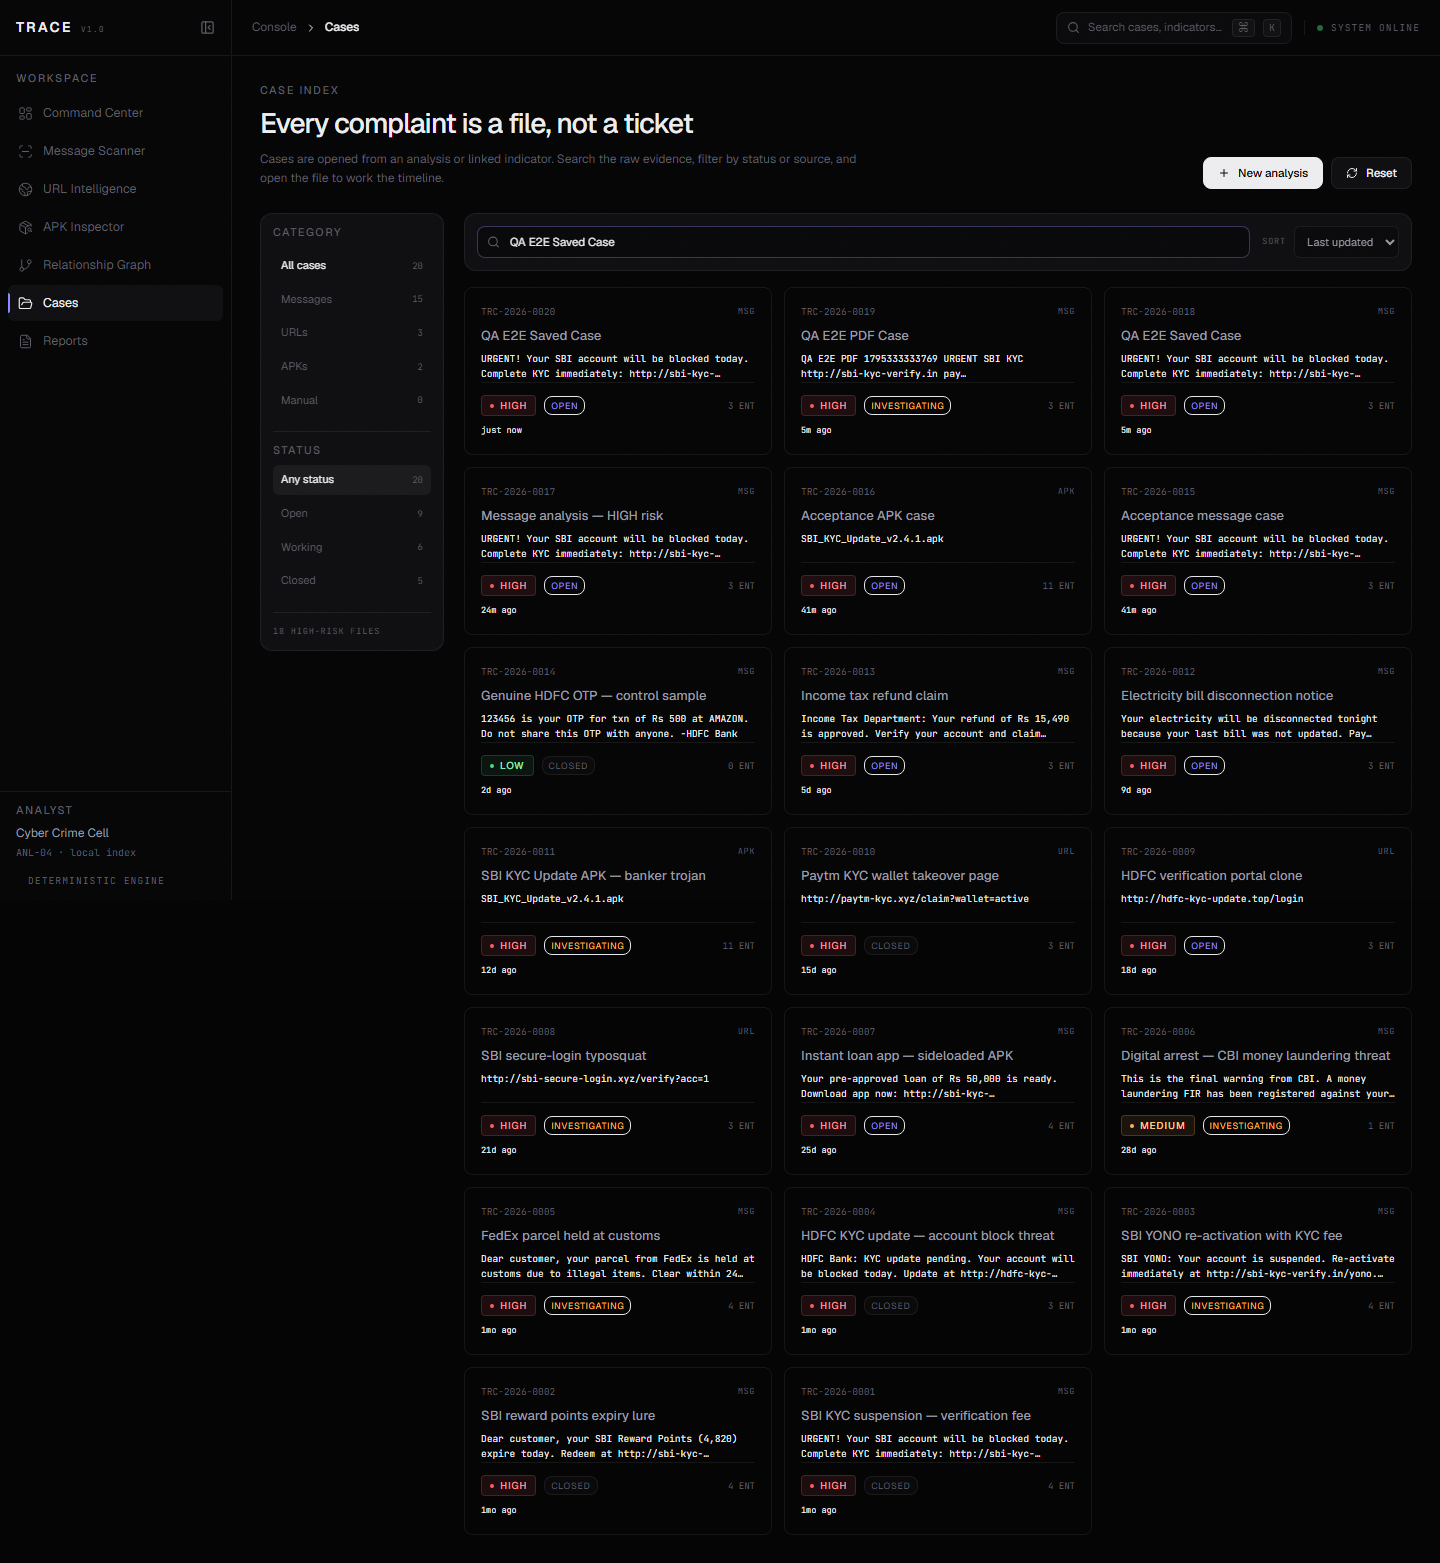 TRACE V1.0
WORKSPACE
Command Center
Message Scanner
URL Intelligence
APK Inspector
Relationship Graph
Cases
Reports
ANALYST
Cyber Crime Cell
ANL-04 · local index
DETERMINISTIC ENGINE
Console > Cases
Search cases, indicators… ⌘ K
SYSTEM ONLINE
CASE INDEX
Every complaint is a file, not a ticket
Cases are opened from an analysis or linked indicator. Search the raw evidence, filter by status or source, and
open the file to work the timeline.
New analysis
Reset
CATEGORY
All cases 20
Messages 15
URLs 3
APKs 2
Manual 0
STATUS
Any status 20
Open 9
Working 6
Closed 5
18 HIGH-RISK FILES
QA E2E Saved Case
SORT Last updated
TRC-2026-0020 MSG
QA E2E Saved Case
URGENT! Your SBI account will be blocked today.
Complete KYC immediately: http://sbi-kyc-…
HIGH OPEN 3 ENT
just now
TRC-2026-0019 MSG
QA E2E PDF Case
QA E2E PDF 1795333333769 URGENT SBI KYC
http://sbi-kyc-verify.in pay…
HIGH INVESTIGATING 3 ENT
5m ago
TRC-2026-0018 MSG
QA E2E Saved Case
URGENT! Your SBI account will be blocked today.
Complete KYC immediately: http://sbi-kyc-…
HIGH OPEN 3 ENT
5m ago
TRC-2026-0017 MSG
Message analysis — HIGH risk
URGENT! Your SBI account will be blocked today.
Complete KYC immediately: http://sbi-kyc-…
HIGH OPEN 3 ENT
24m ago
TRC-2026-0016 APK
Acceptance APK case
SBI_KYC_Update_v2.4.1.apk
HIGH OPEN 11 ENT
41m ago
TRC-2026-0015 MSG
Acceptance message case
URGENT! Your SBI account will be blocked today.
Complete KYC immediately: http://sbi-kyc-…
HIGH OPEN 3 ENT
41m ago
TRC-2026-0014 MSG
Genuine HDFC OTP — control sample
123456 is your OTP for txn of Rs 500 at AMAZON.
Do not share this OTP with anyone. -HDFC Bank
LOW CLOSED 0 ENT
2d ago
TRC-2026-0013 MSG
Income tax refund claim
Income Tax Department: Your refund of Rs 15,490
is approved. Verify your account and claim…
HIGH OPEN 3 ENT
5d ago
TRC-2026-0012 MSG
Electricity bill disconnection notice
Your electricity will be disconnected tonight
because your last bill was not updated. Pay…
HIGH OPEN 3 ENT
9d ago
TRC-2026-0011 APK
SBI KYC Update APK — banker trojan
SBI_KYC_Update_v2.4.1.apk
HIGH INVESTIGATING 11 ENT
12d ago
TRC-2026-0010 URL
Paytm KYC wallet takeover page
http://paytm-kyc.xyz/claim?wallet=active
HIGH CLOSED 3 ENT
15d ago
TRC-2026-0009 URL
HDFC verification portal clone
http://hdfc-kyc-update.top/login
HIGH OPEN 3 ENT
18d ago
TRC-2026-0008 URL
SBI secure-login typosquat
http://sbi-secure-login.xyz/verify?acc=1
HIGH INVESTIGATING 3 ENT
21d ago
TRC-2026-0007 MSG
Instant loan app — sideloaded APK
Your pre-approved loan of Rs 50,000 is ready.
Download app now: http://sbi-kyc-…
HIGH OPEN 4 ENT
25d ago
TRC-2026-0006 MSG
Digital arrest — CBI money laundering threat
This is the final warning from CBI. A money
laundering FIR has been registered against your…
MEDIUM INVESTIGATING 1 ENT
28d ago
TRC-2026-0005 MSG
FedEx parcel held at customs
Dear customer, your parcel from FedEx is held at
customs due to illegal items. Clear within 24…
HIGH INVESTIGATING 4 ENT
1mo ago
TRC-2026-0004 MSG
HDFC KYC update — account block threat
HDFC Bank: KYC update pending. Your account will
be blocked today. Update at http://hdfc-kyc-…
HIGH CLOSED 3 ENT
1mo ago
TRC-2026-0003 MSG
SBI YONO re-activation with KYC fee
SBI YONO: Your account is suspended. Re-activate
immediately at http://sbi-kyc-verify.in/yono.…
HIGH INVESTIGATING 4 ENT
1mo ago
TRC-2026-0002 MSG
SBI reward points expiry lure
Dear customer, your SBI Reward Points (4,820)
expire today. Redeem at http://sbi-kyc-…
HIGH CLOSED 4 ENT
1mo ago
TRC-2026-0001 MSG
SBI KYC suspension — verification fee
URGENT! Your SBI account will be blocked today.
Complete KYC immediately: http://sbi-kyc-…
HIGH CLOSED 4 ENT
1mo ago